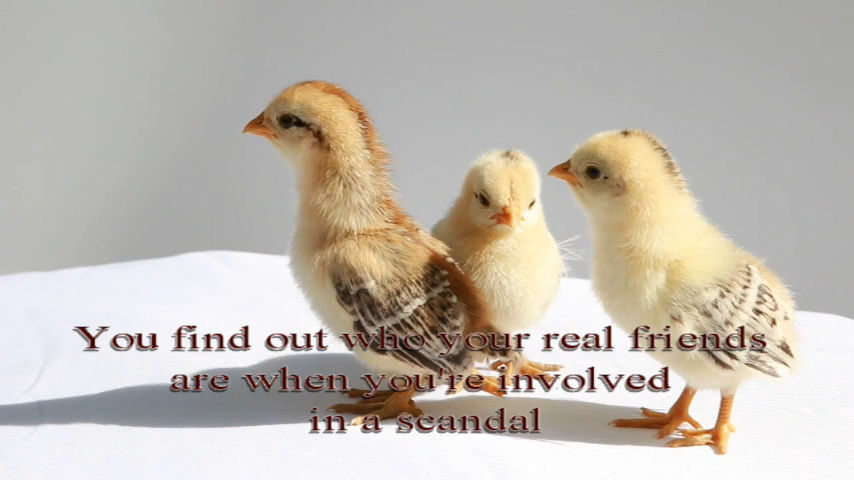 You find out who your real friends
are when you're involved
in a scandal